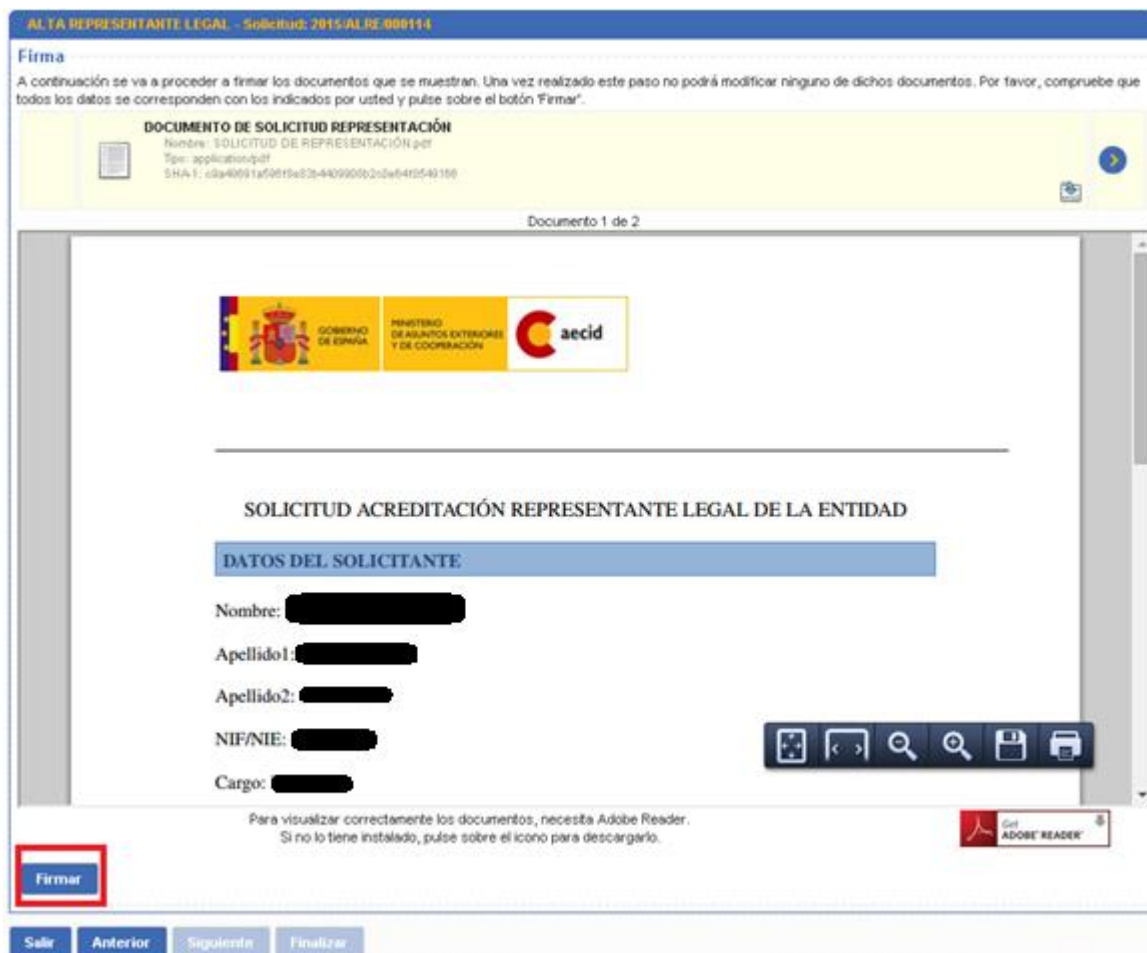 ALTA REPRESENTANTE LEGAL - Solicitud: 2015/ALRE/000114
Firma
A continuación se va a proceder a firmar los documentos que se muestran. Una vez realizado este paso no podrá modificar ninguno de dichos documentos. Por favor, compruebe que
todos los datos se corresponden con los indicados por usted y pulse sobre el botón 'Firmar'.
DOCUMENTO DE SOLICITUD REPRESENTACIÓN
Nombre: SOLICITUD DE REPRESENTACIÓN.pdf
Tipo: application/pdf
SHA-1:
Documento 1 de 2
GOBIERNO
DE ESPAÑA
MINISTERIO
DE ASUNTOS EXTERIORES
Y DE COOPERACIÓN
aecid
SOLICITUD ACREDITACIÓN REPRESENTANTE LEGAL DE LA ENTIDAD
DATOS DEL SOLICITANTE
Nombre:
Apellido1:
Apellido2:
NIF/NIE:
Cargo:
Para visualizar correctamente los documentos, necesita Adobe Reader.
Si no lo tiene instalado, pulse sobre el icono para descargarlo.
Get
ADOBE® READER®
Firmar
Salir Anterior Siguiente Finalizar